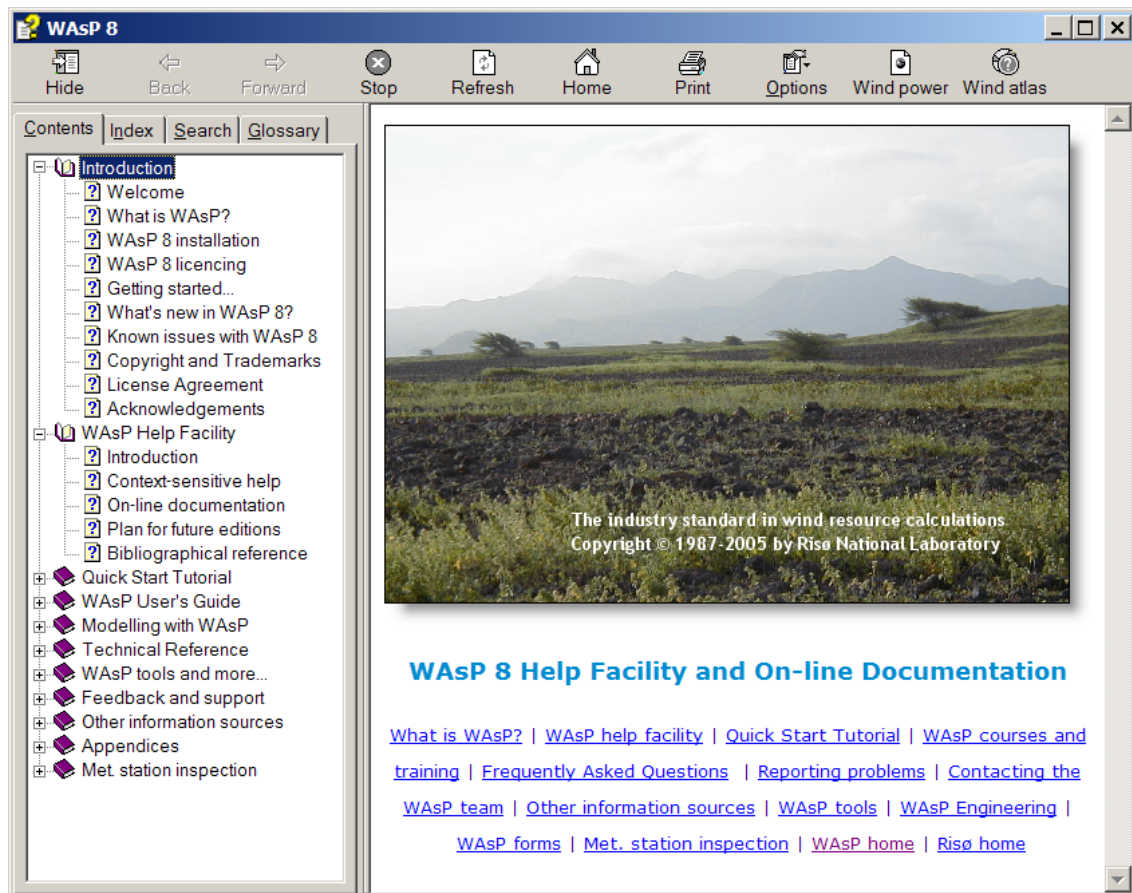 WAsP 8
Hide Back Forward Stop Refresh Home Print Options Wind power Wind atlas
Contents Index Search Glossary
Introduction
Welcome
What is WAsP?
WAsP 8 installation
WAsP 8 licencing
Getting started...
What's new in WAsP 8?
Known issues with WAsP 8
Copyright and Trademarks
License Agreement
Acknowledgements
WAsP Help Facility
Introduction
Context-sensitive help
On-line documentation
Plan for future editions
Bibliographical reference
Quick Start Tutorial
WAsP User's Guide
Modelling with WAsP
Technical Reference
WAsP tools and more...
Feedback and support
Other information sources
Appendices
Met. station inspection
The industry standard in wind resource calculations
Copyright © 1987-2005 by Risø National Laboratory
WAsP 8 Help Facility and On-line Documentation
What is WAsP? | WAsP help facility | Quick Start Tutorial | WAsP courses and
training | Frequently Asked Questions | Reporting problems | Contacting the
WAsP team | Other information sources | WAsP tools | WAsP Engineering |
WAsP forms | Met. station inspection | WAsP home | Risø home